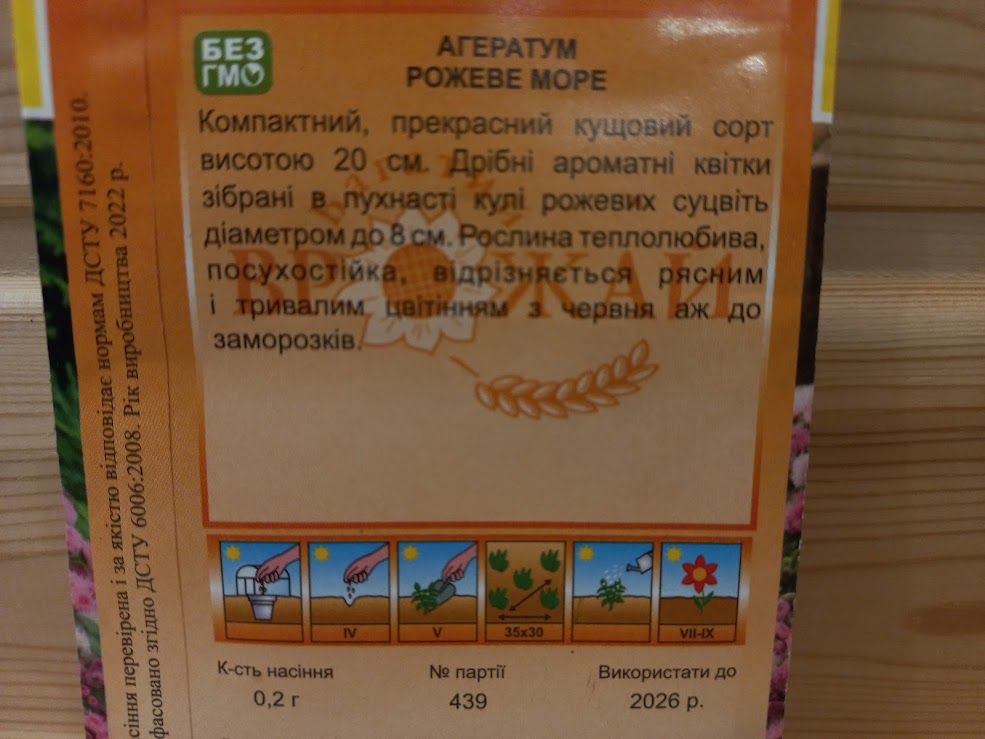 БЕЗ
ГМО
АГЕРАТУМ
РОЖЕВЕ МОРЕ
Компактний, прекрасний кущовий сорт
висотою 20 см. Дрібні ароматні квітки
зібрані в пухнасті кулі рожевих суцвіть
діаметром до 8 см. Рослина теплолюбива,
посухостійка, відрізняється рясним
і тривалим цвітінням з червня аж до
заморозків.
IV
V
35х30
VII-IX
К-сть насіння
№ партії
Використати до
0,2 г
439
2026 р.
сіння перевірена і за якістю відповідає нормам ДСТУ 7160:2010.
фасовано згідно ДСТУ 6006:2008. Рік виробництва 2022 р.